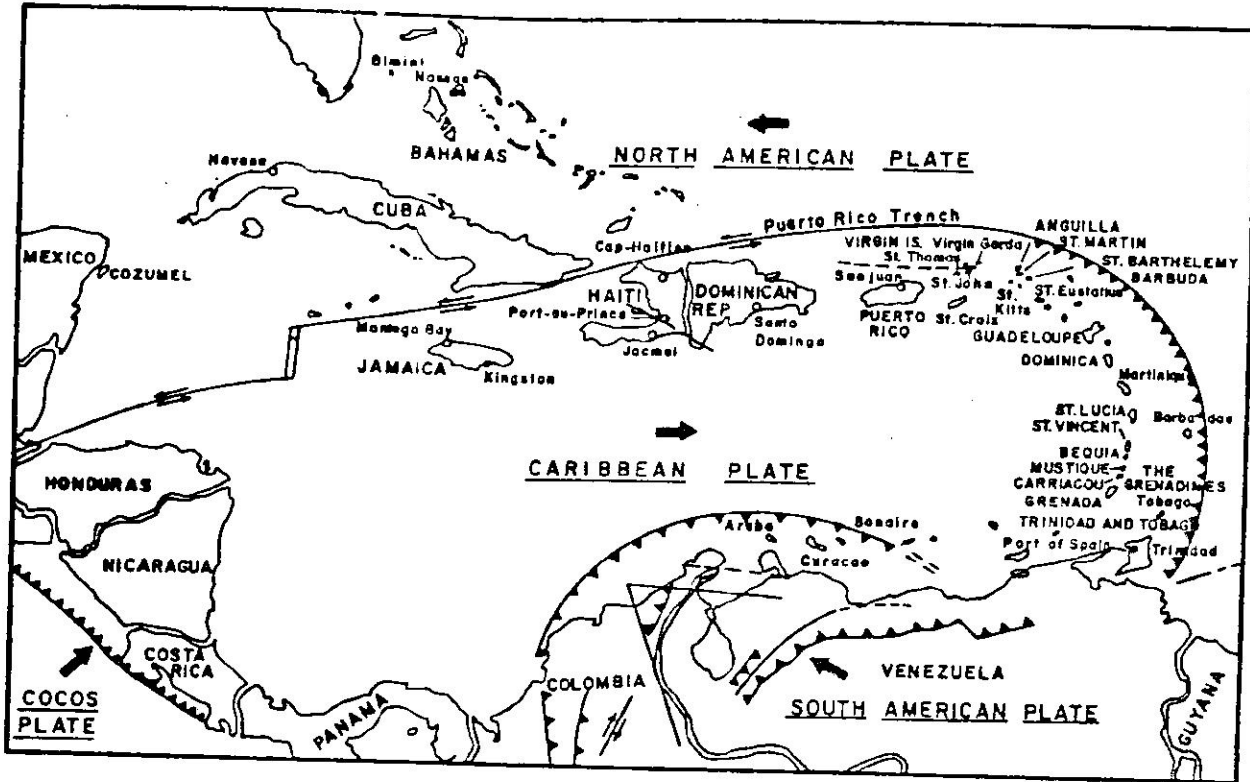 Bimini
Nassau
BAHAMAS
NORTH AMERICAN PLATE
Havana
CUBA
Puerto Rico Trench
ANGUILLA
ST. MARTIN
ST. BARTHELEMY
BARBUDA
VIRGIN IS. Virgin Gorda
St. Thomas
Cap-Haitien
MEXICO
COZUMEL
San Juan
St. John
St. Kitts
St. Eustatius
HAITI
DOMINICAN REP.
Port-au-Prince
PUERTO RICO
St. Croix
GUADELOUPE
Montego Bay
Santo Domingo
Jacmel
DOMINICA
JAMAICA
Kingston
Martinique
ST. LUCIA
Barbados
ST. VINCENT
BEQUIA
CARIBBEAN PLATE
MUSTIQUE
THE GRENADINES
CARRIACOU
GRENADA
Tobago
HONDURAS
Aruba
Bonaire
TRINIDAD AND TOBAGO
Curacao
Port of Spain
Trinidad
NICARAGUA
COSTA RICA
COLOMBIA
VENEZUELA
COCOS PLATE
PANAMA
SOUTH AMERICAN PLATE
GUYANA